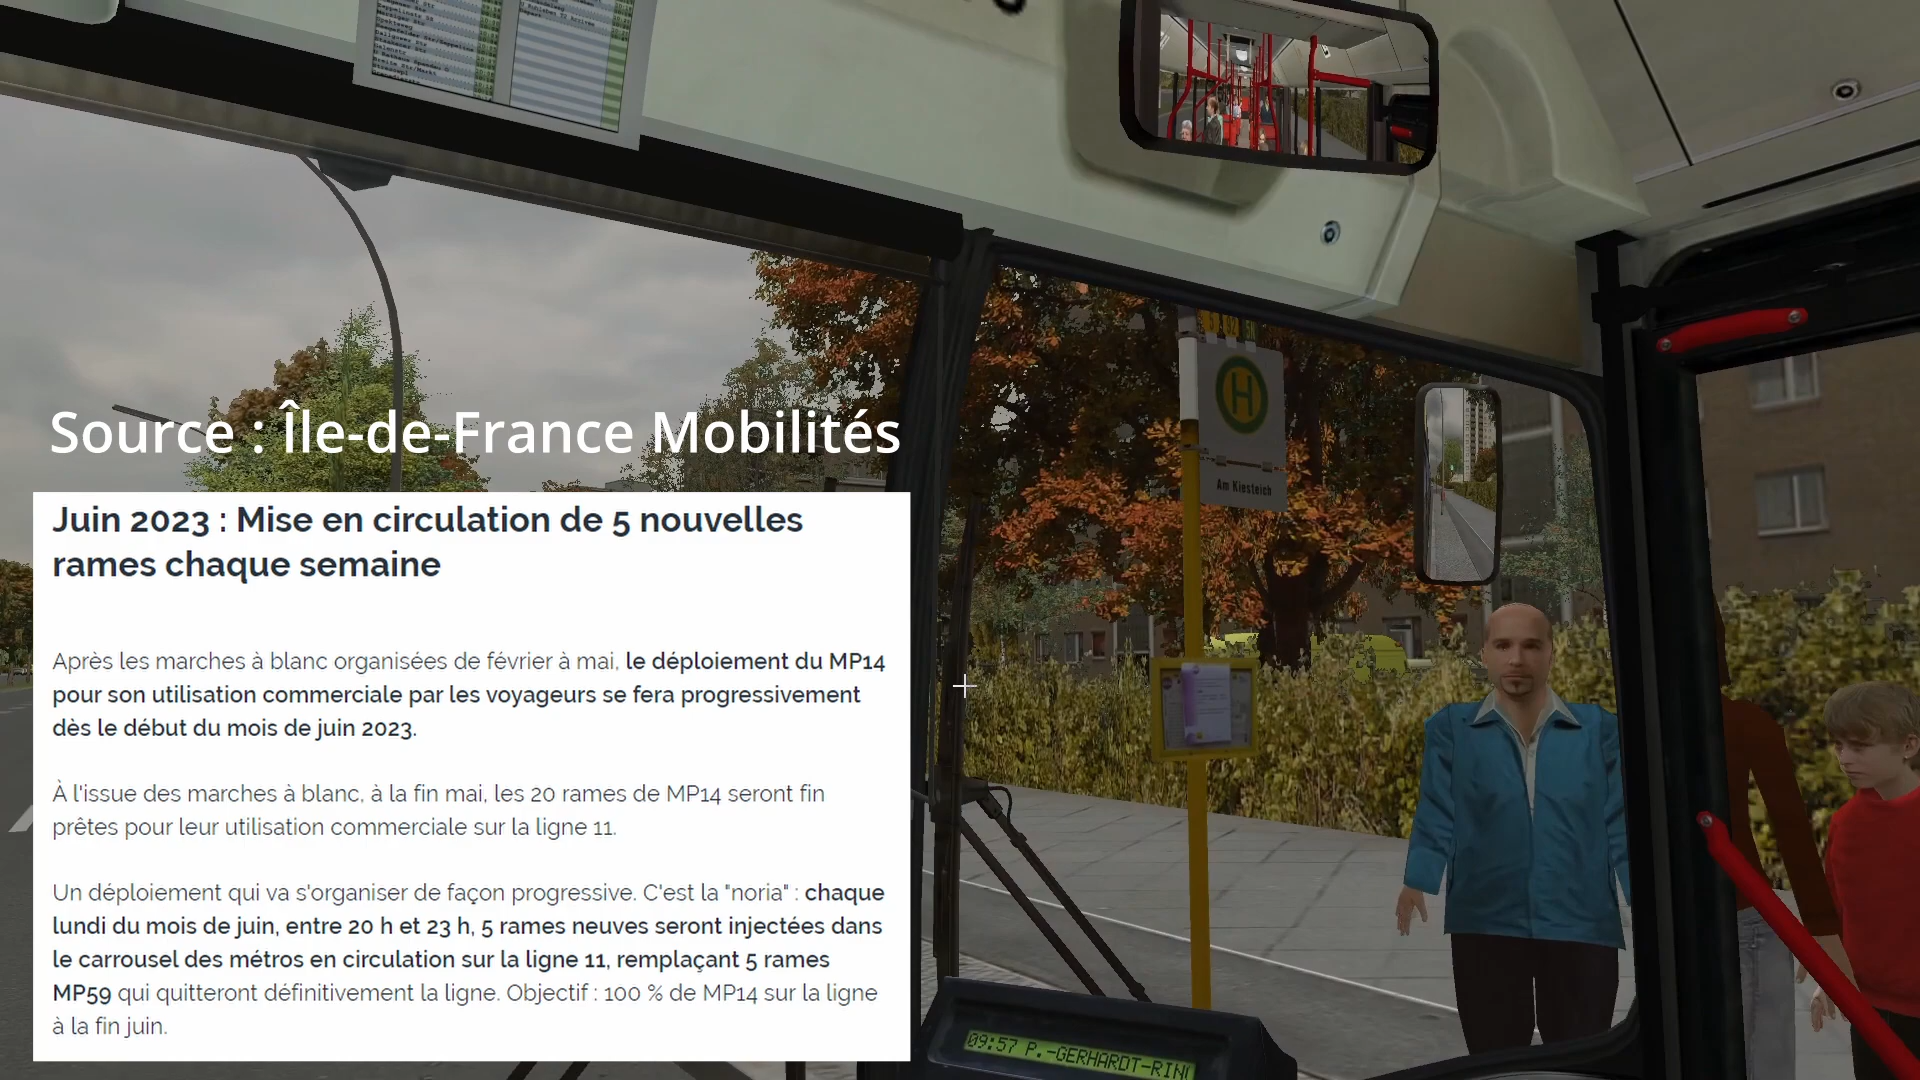 Source : Île-de-France Mobilités
Juin 2023 : Mise en circulation de 5 nouvelles
rames chaque semaine
Après les marches à blanc organisées de février à mai, le déploiement du MP14
pour son utilisation commerciale par les voyageurs se fera progressivement
dès le début du mois de juin 2023.
À l'issue des marches à blanc, à la fin mai, les 20 rames de MP14 seront fin
prêtes pour leur utilisation commerciale sur la ligne 11.
Un déploiement qui va s'organiser de façon progressive. C'est la "noria" : chaque
lundi du mois de juin, entre 20 h et 23 h, 5 rames neuves seront injectées dans
le carrousel des métros en circulation sur la ligne 11, remplaçant 5 rames
MP59 qui quitteront définitivement la ligne. Objectif : 100 % de MP14 sur la ligne
à la fin juin.
H
Am Kiesteich
09:57 P.-GERHARDT-RIN